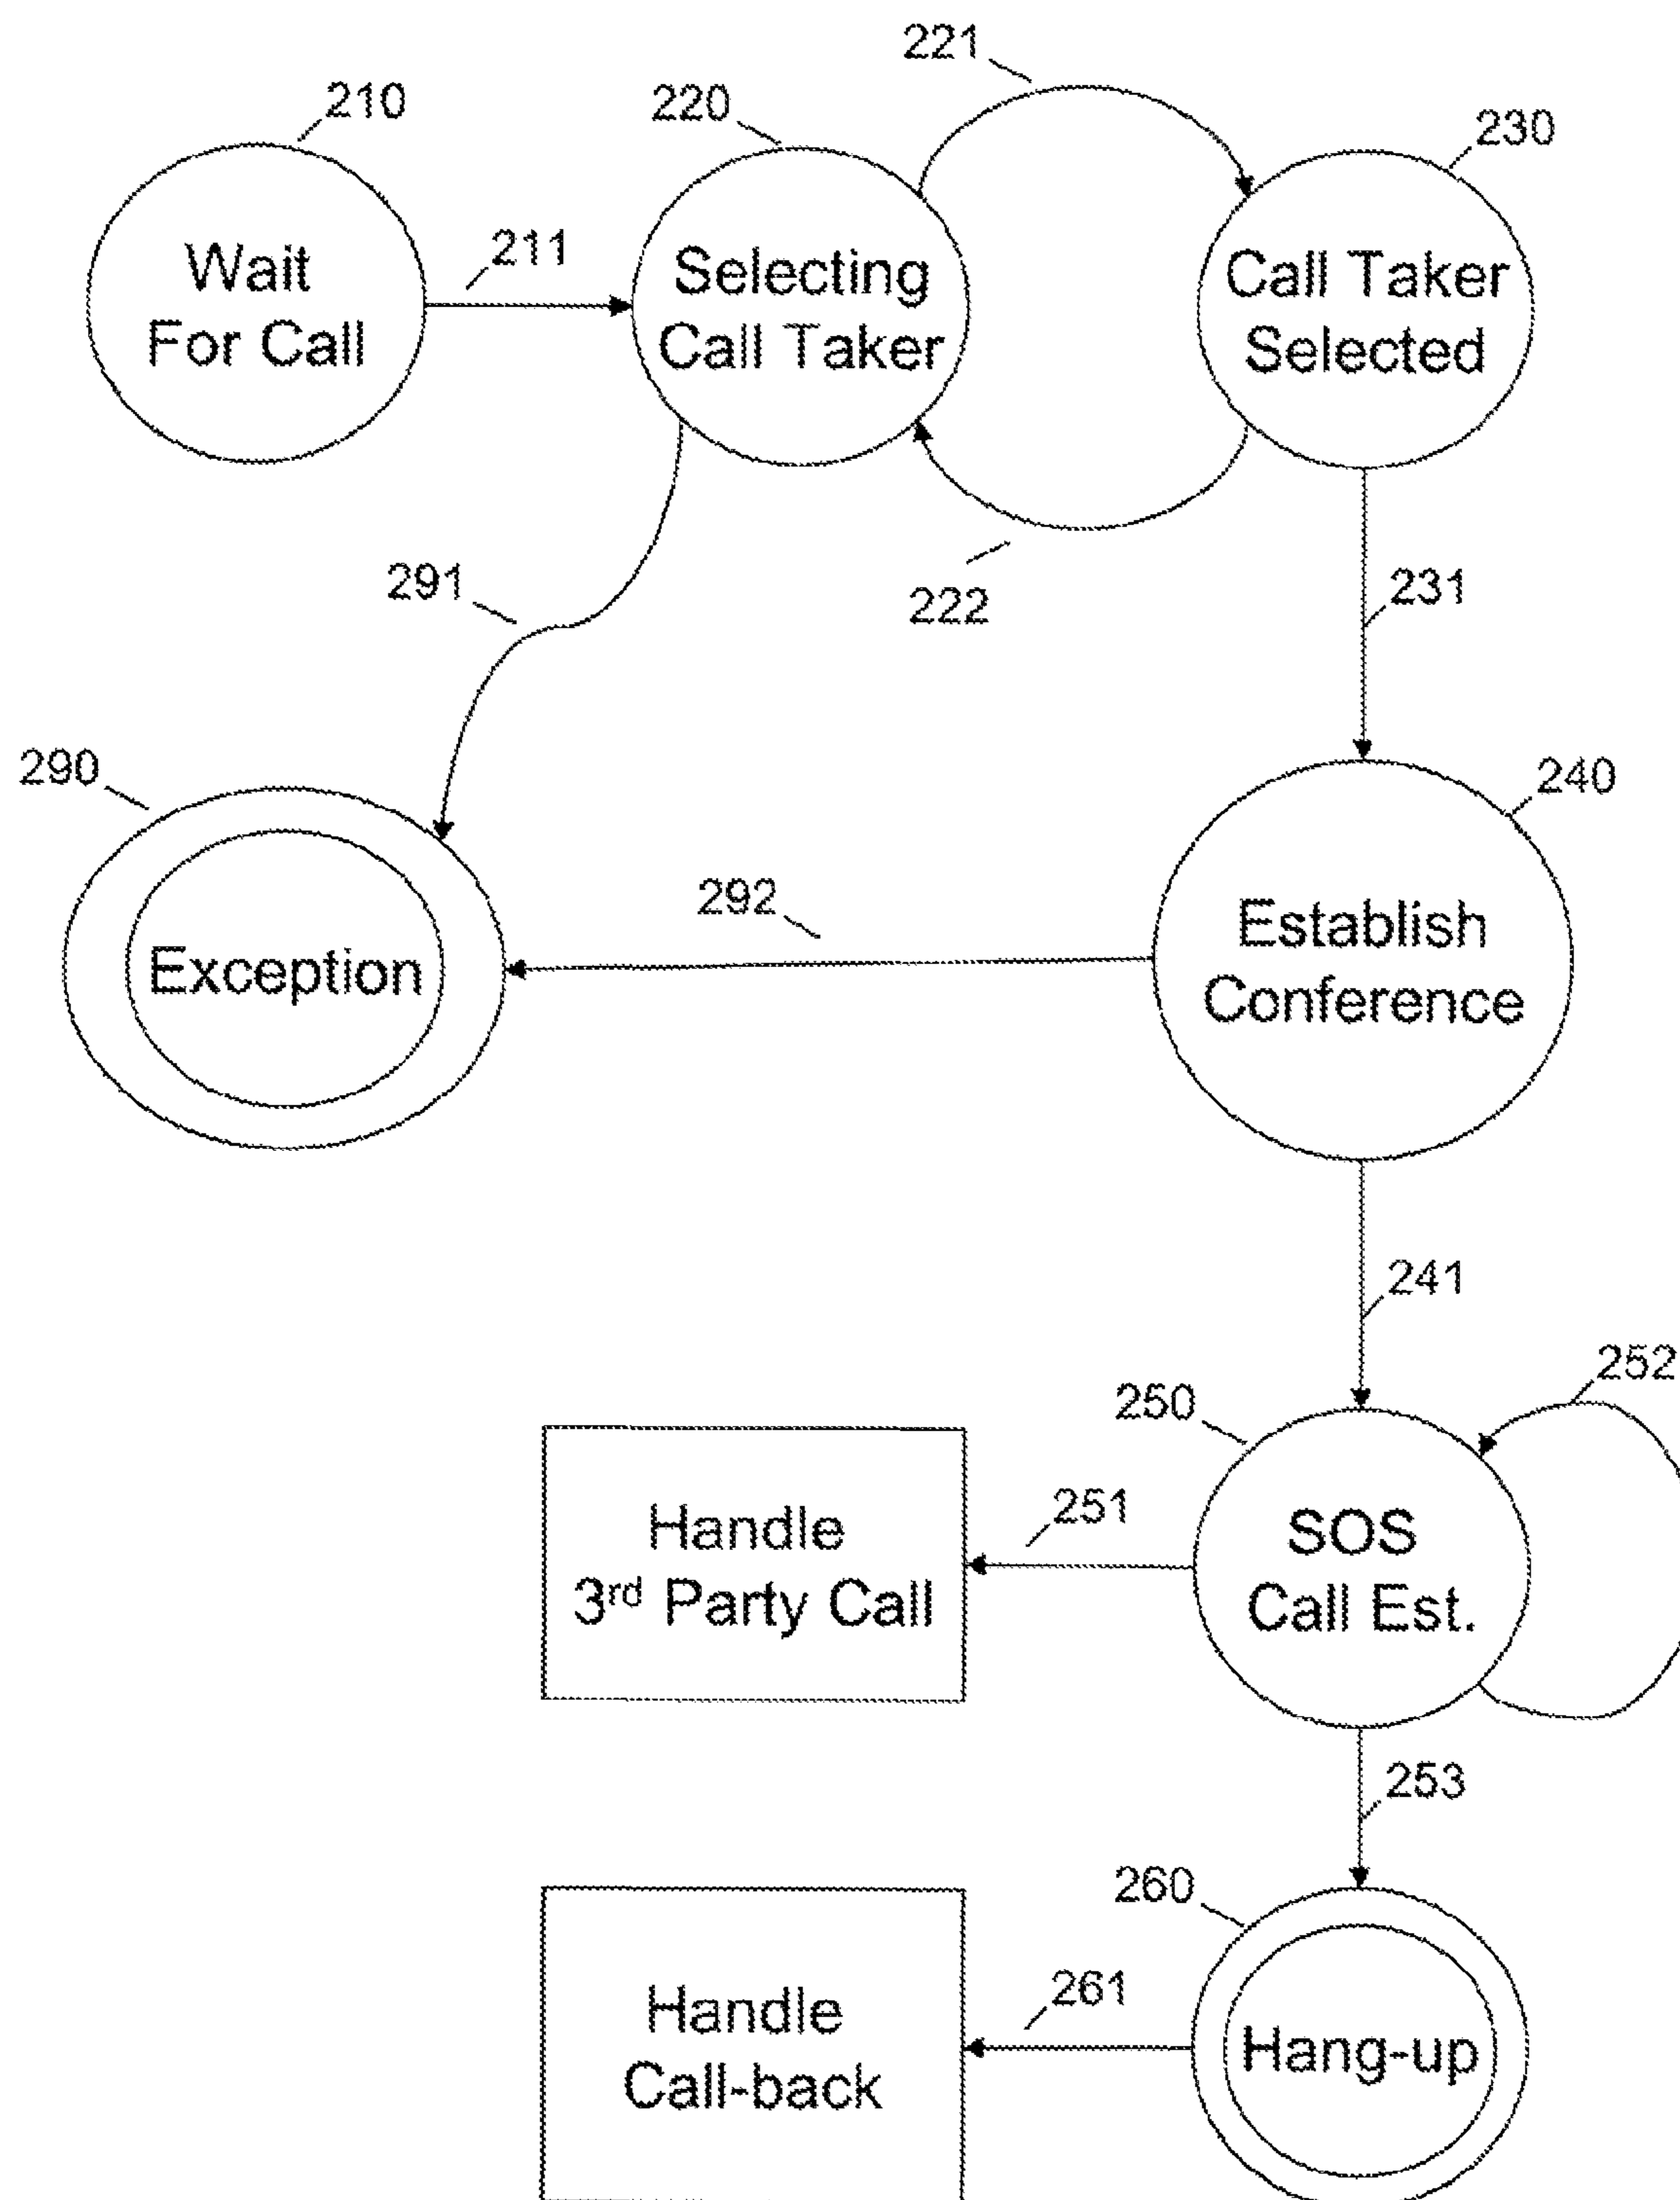 221
210
220
230
Wait
For Call
211
Selecting
Call Taker
Call Taker
Selected
291
222
231
290
240
292
Exception
Establish
Conference
241
252
250
Handle
3rd Party Call
251
SOS
Call Est.
253
260
Handle
Call-back
261
Hang-up